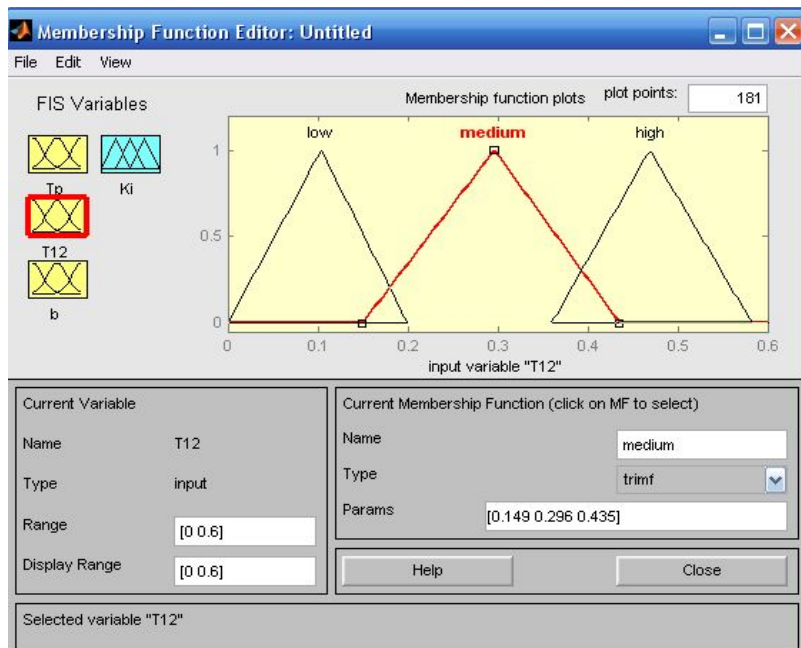 Membership Function Editor: Untitled
File Edit View
FIS Variables
Membership function plots plot points: 181
Tp Ki
T12
b
low medium high
1
0.5
0
0 0.1 0.2 0.3 0.4 0.5 0.6
input variable "T12"
Current Variable
Name T12
Type input
Range [0 0.6]
Display Range [0 0.6]
Current Membership Function (click on MF to select)
Name medium
Type trimf
Params [0.149 0.296 0.435]
Help Close
Selected variable "T12"